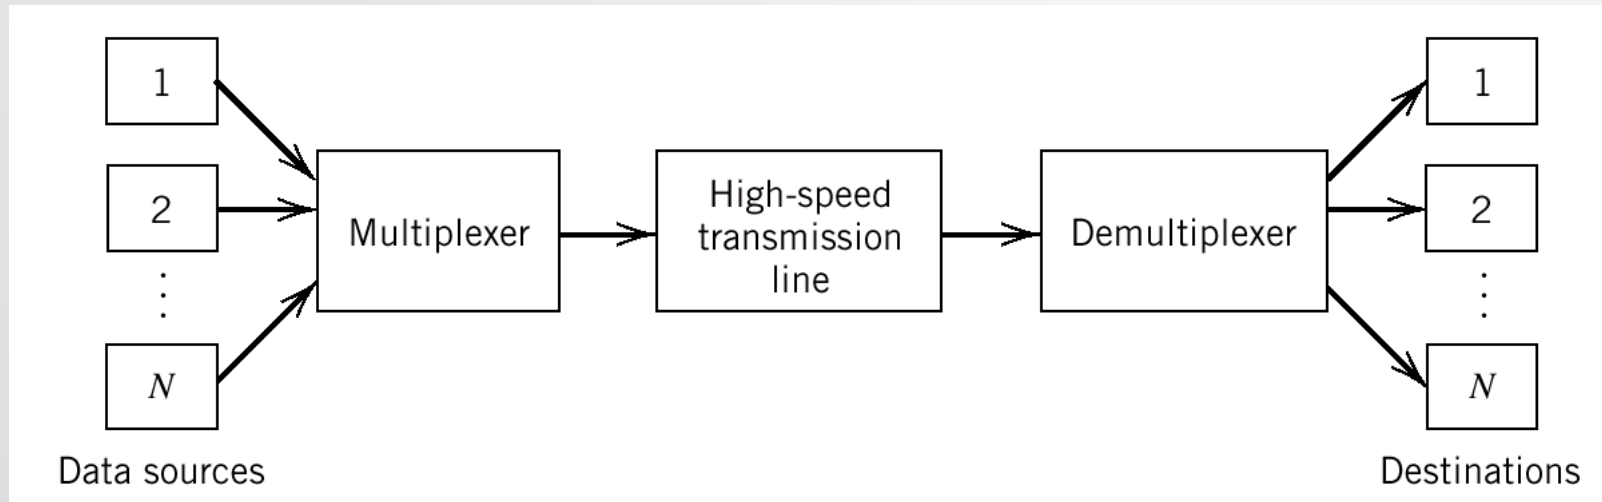 1
2
N
Data sources
Multiplexer
High-speed
transmission
line
Demultiplexer
1
2
N
Destinations